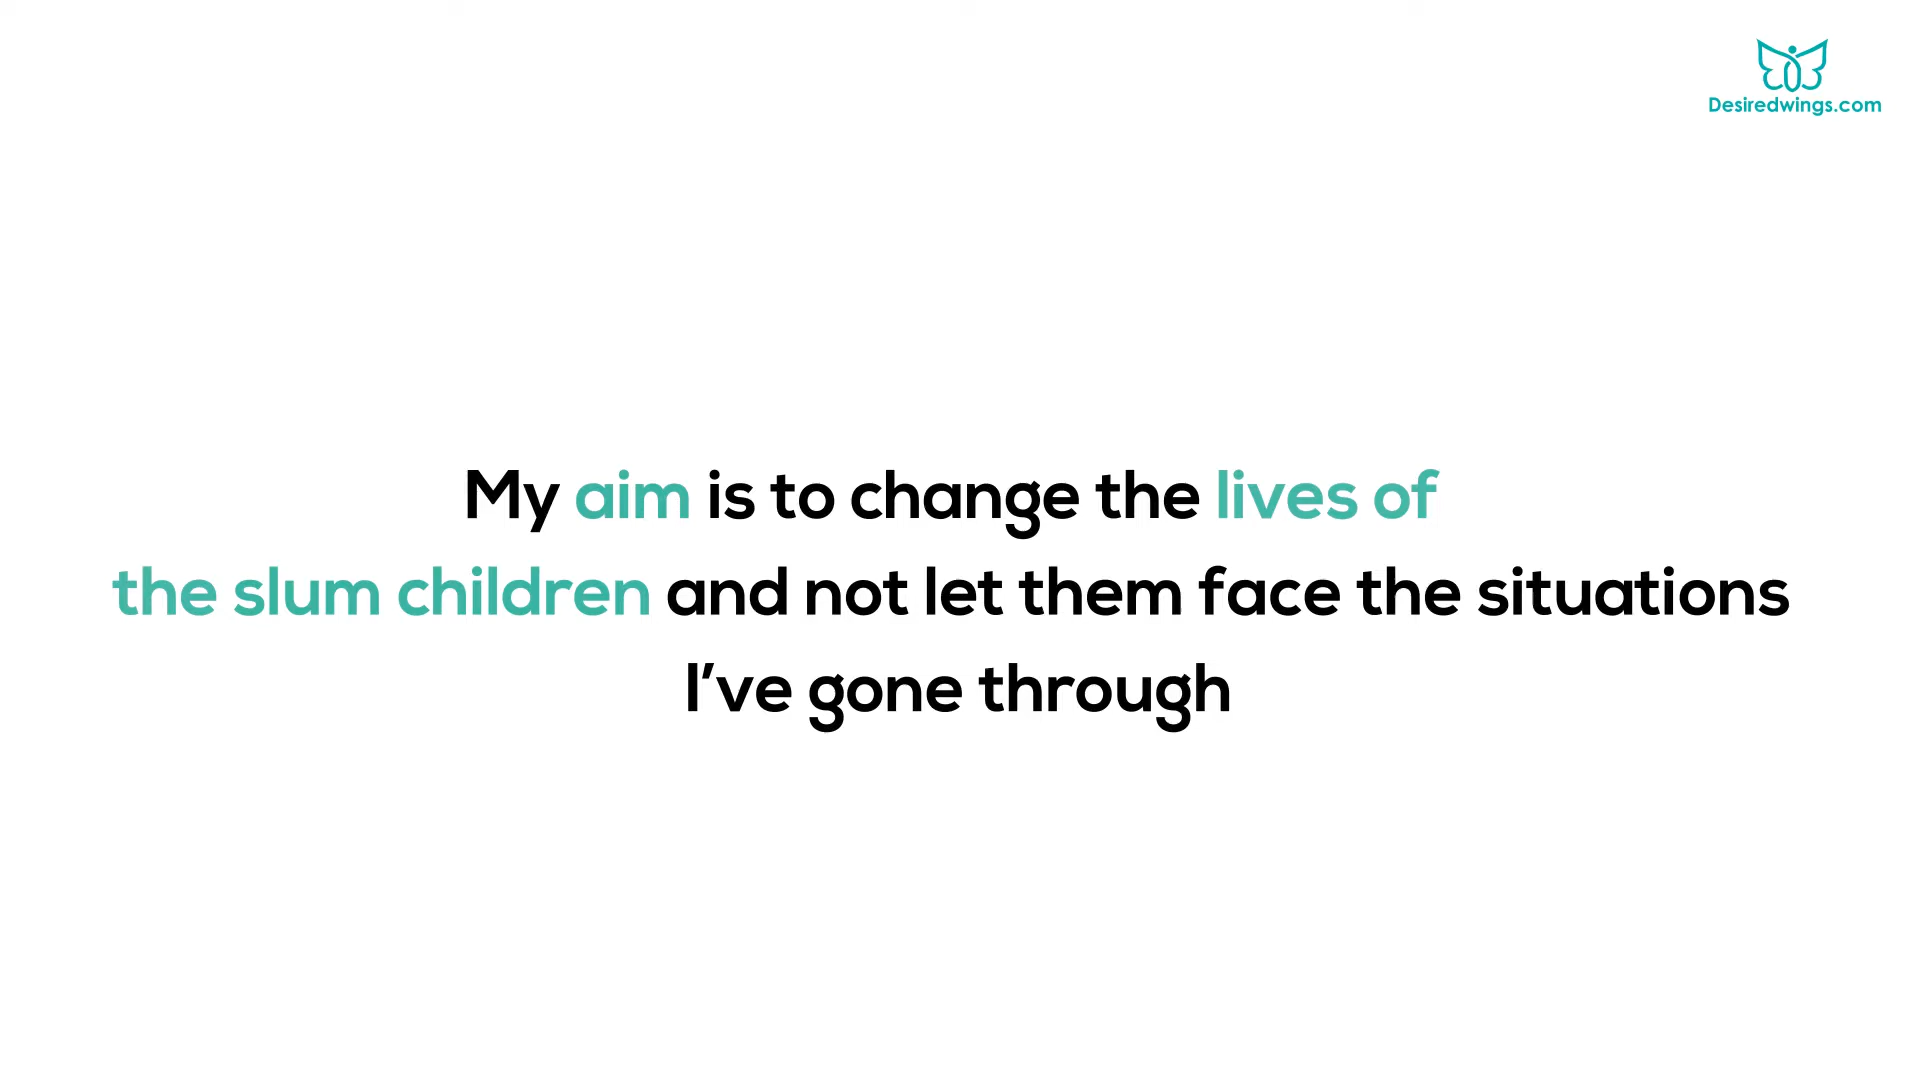 Desiredwings.com
My aim is to change the lives of
the slum children and not let them face the situations
I’ve gone through